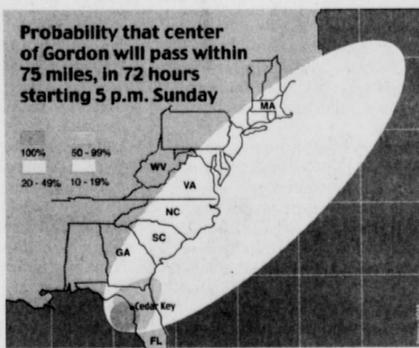 Probability that center
of Gordon will pass within
75 miles, in 72 hours
starting 5 p.m. Sunday
100%
50 - 99%
20 - 49%
10 - 19%
MA
WV
VA
NC
SC
GA
Cedar Key
FL